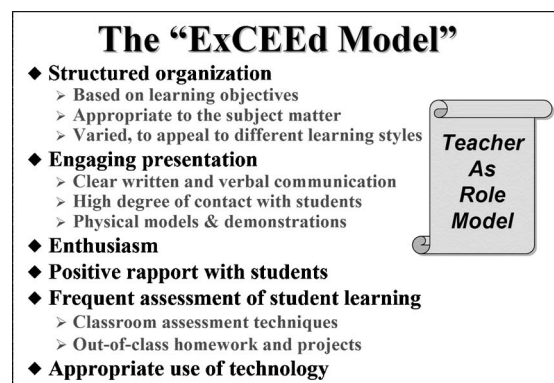 The “ExCEEd Model”
◆ Structured organization
➢ Based on learning objectives
➢ Appropriate to the subject matter
➢ Varied, to appeal to different learning styles
◆ Engaging presentation
➢ Clear written and verbal communication
➢ High degree of contact with students
➢ Physical models & demonstrations
◆ Enthusiasm
◆ Positive rapport with students
◆ Frequent assessment of student learning
➢ Classroom assessment techniques
➢ Out-of-class homework and projects
◆ Appropriate use of technology
Teacher
As
Role
Model